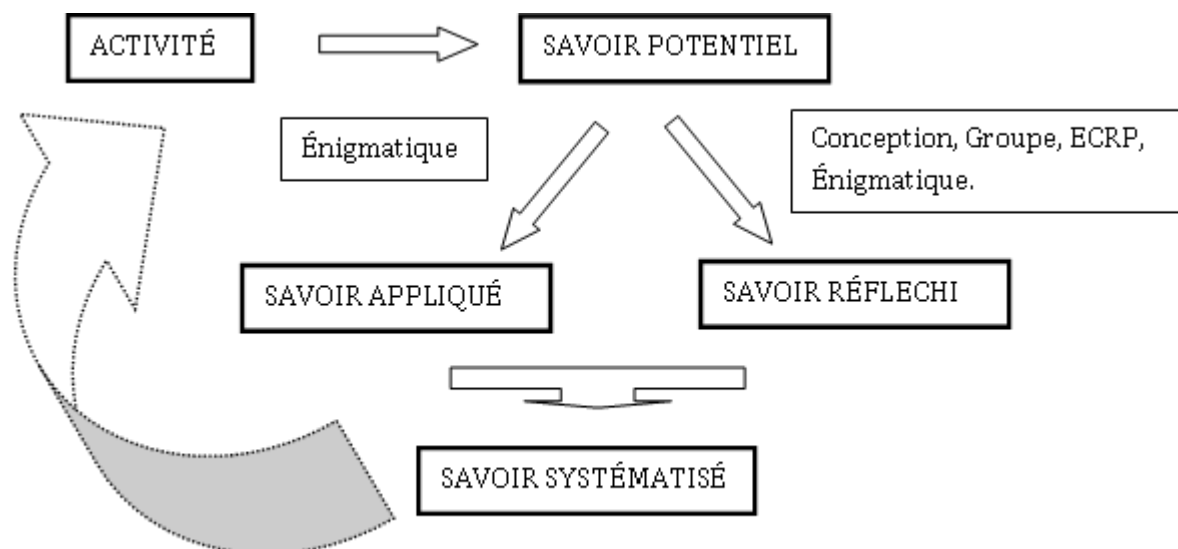 ACTIVITÉ
SAVOIR POTENTIEL
Énigmatique
Conception, Groupe, ECRP,
Énigmatique.
SAVOIR APPLIQUÉ
SAVOIR RÉFLECHI
SAVOIR SYSTÉMATISÉ